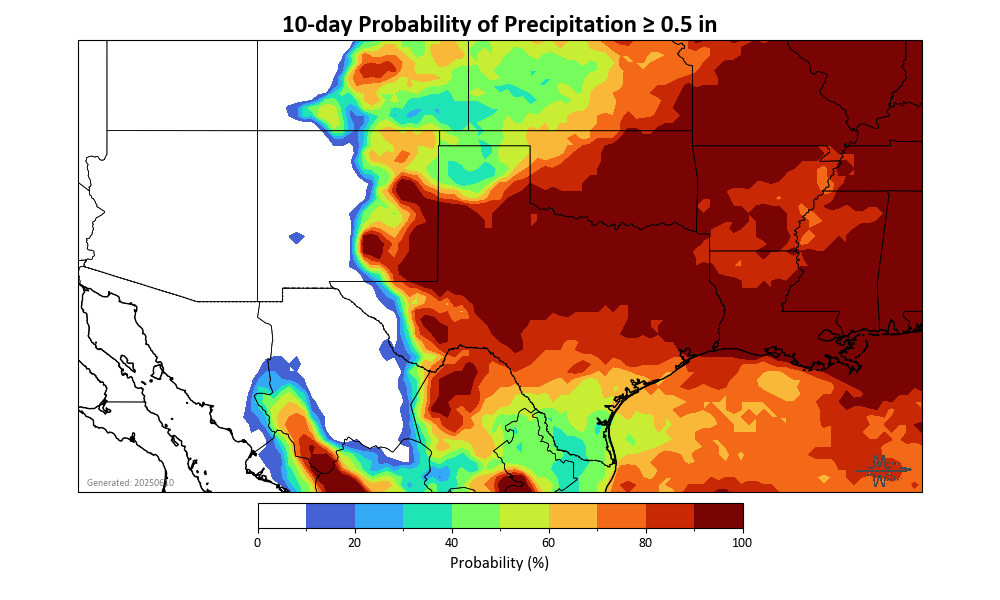 10-day Probability of Precipitation ≥ 0.5 in
Generated: 20250610
0 20 40 60 80 100
Probability (%)